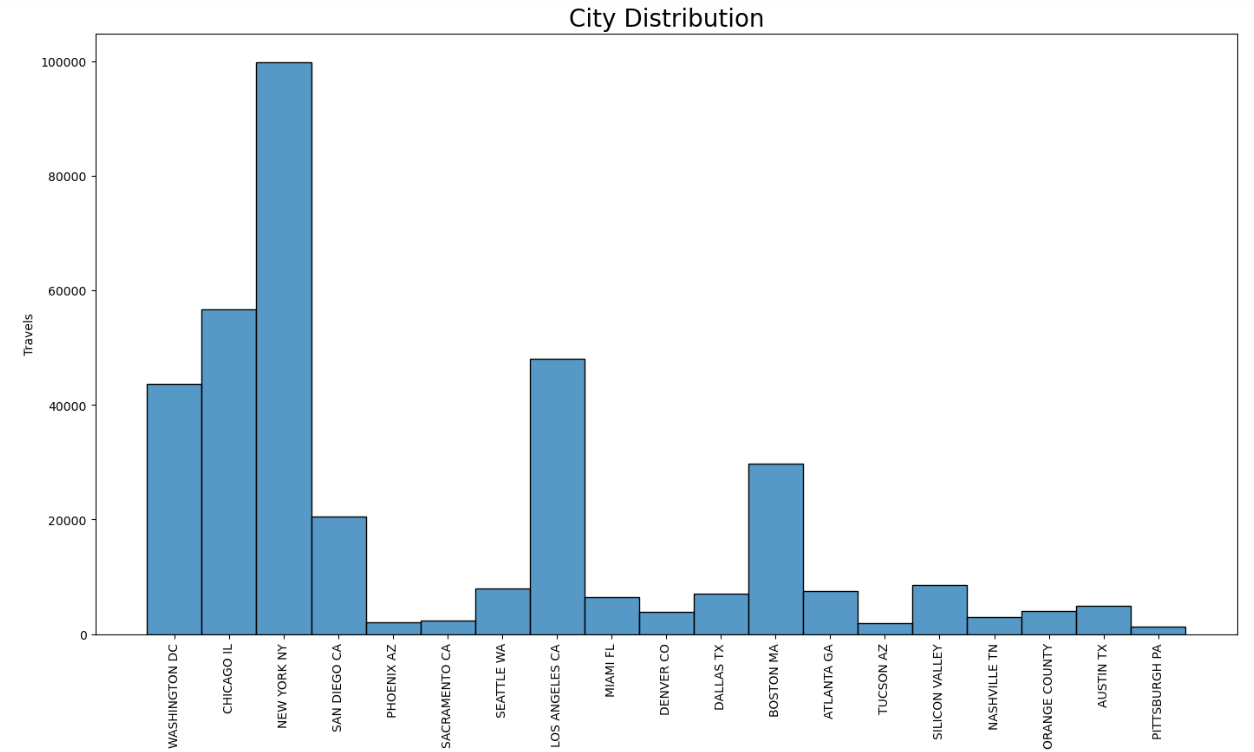 City Distribution
Travels
100000
80000
60000
40000
20000
0
WASHINGTON DC
CHICAGO IL
NEW YORK NY
SAN DIEGO CA
PHOENIX AZ
SACRAMENTO CA
SEATTLE WA
LOS ANGELES CA
MIAMI FL
DENVER CO
DALLAS TX
BOSTON MA
ATLANTA GA
TUCSON AZ
SILICON VALLEY
NASHVILLE TN
ORANGE COUNTY
AUSTIN TX
PITTSBURGH PA